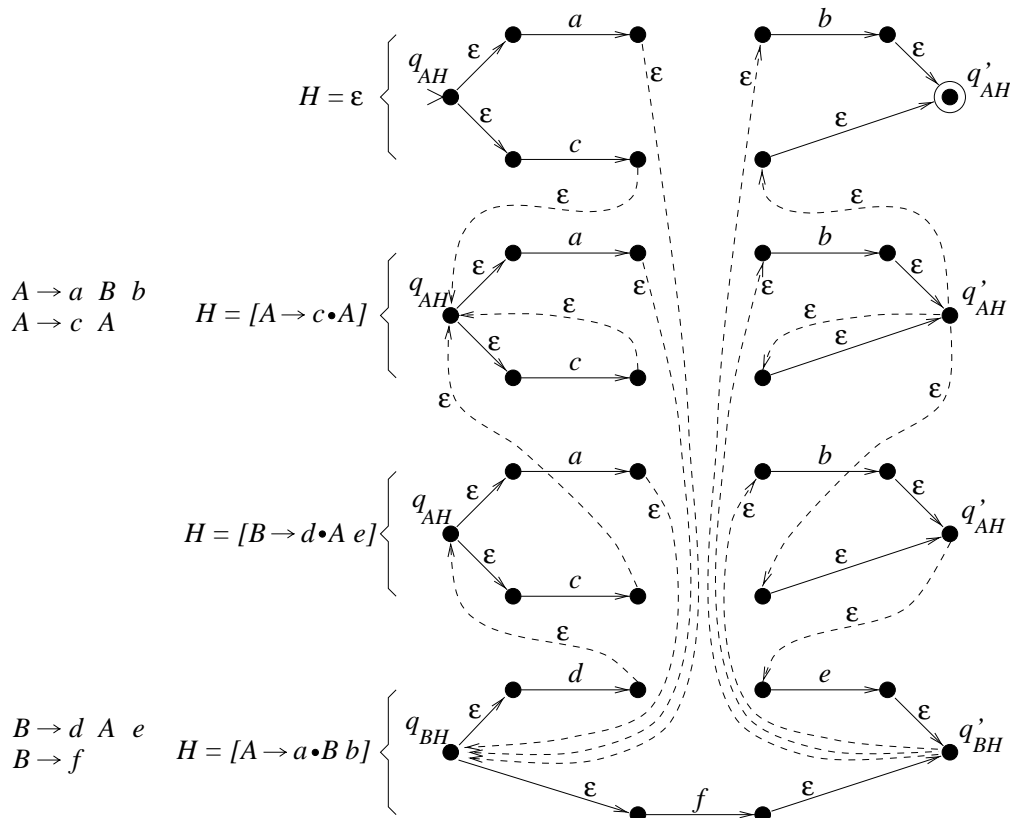 a b
ε ε ε ε
q_AH q'_AH
H = ε
ε ε
c
ε ε
a b
ε ε ε ε
A → a B b q_AH H = [A → c•A] q'_AH
A → c A
ε ε
ε ε
c
ε ε
a b
ε ε ε ε
q_AH q'_AH
H = [B → d•A e]
ε ε
c
ε ε
d e
ε ε
B → d A e q_BH q'_BH
B → f H = [A → a•B b]
ε f ε